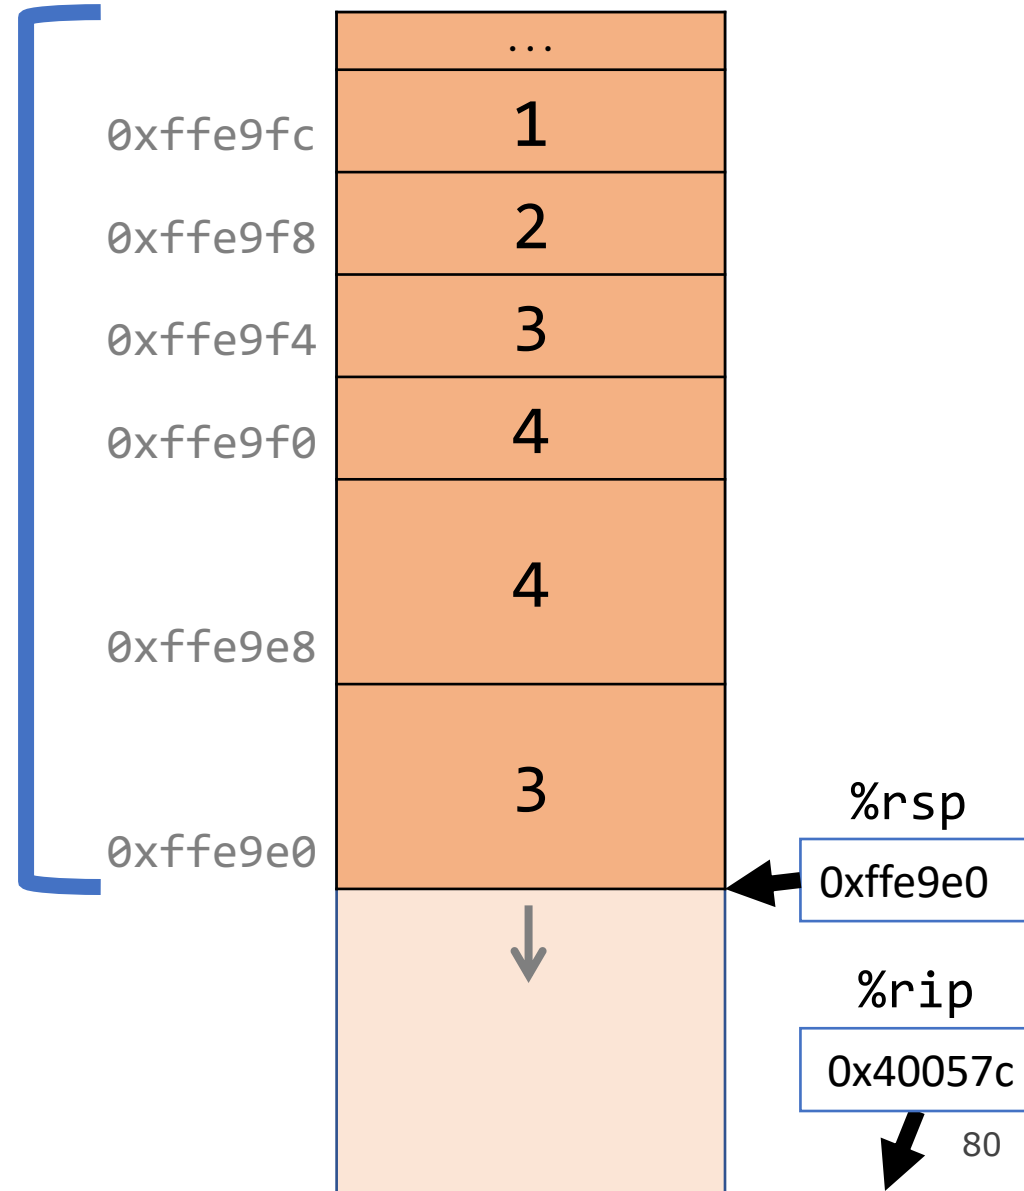 ...
0xffe9fc 1
0xffe9f8 2
0xffe9f4 3
0xffe9f0 4
0xffe9e8 4
0xffe9e0 3
%rsp
0xffe9e0
%rip
0x40057c
80